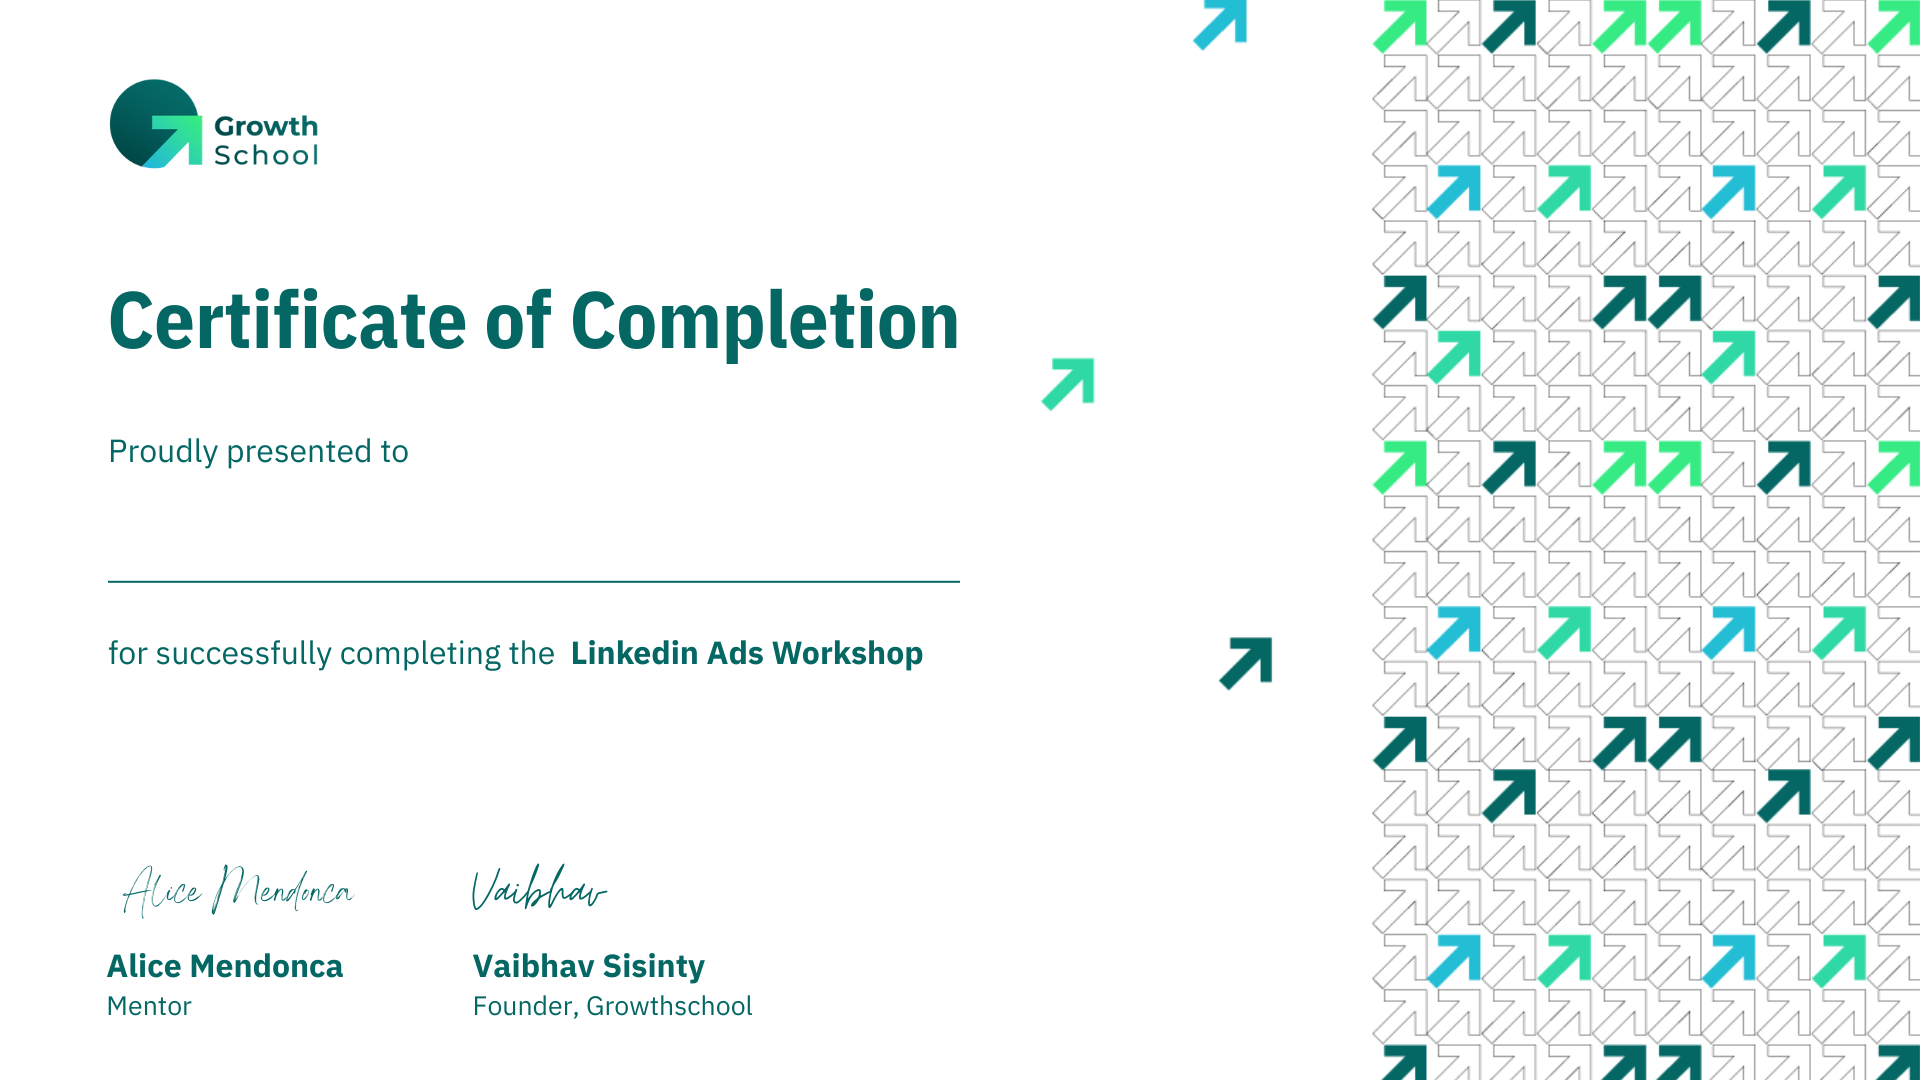 Growth
School
Certificate of Completion
Proudly presented to
for successfully completing the Linkedin Ads Workshop
Alice Mendonca
Vaibhav
Alice Mendonca
Vaibhav Sisinty
Mentor
Founder, Growthschool